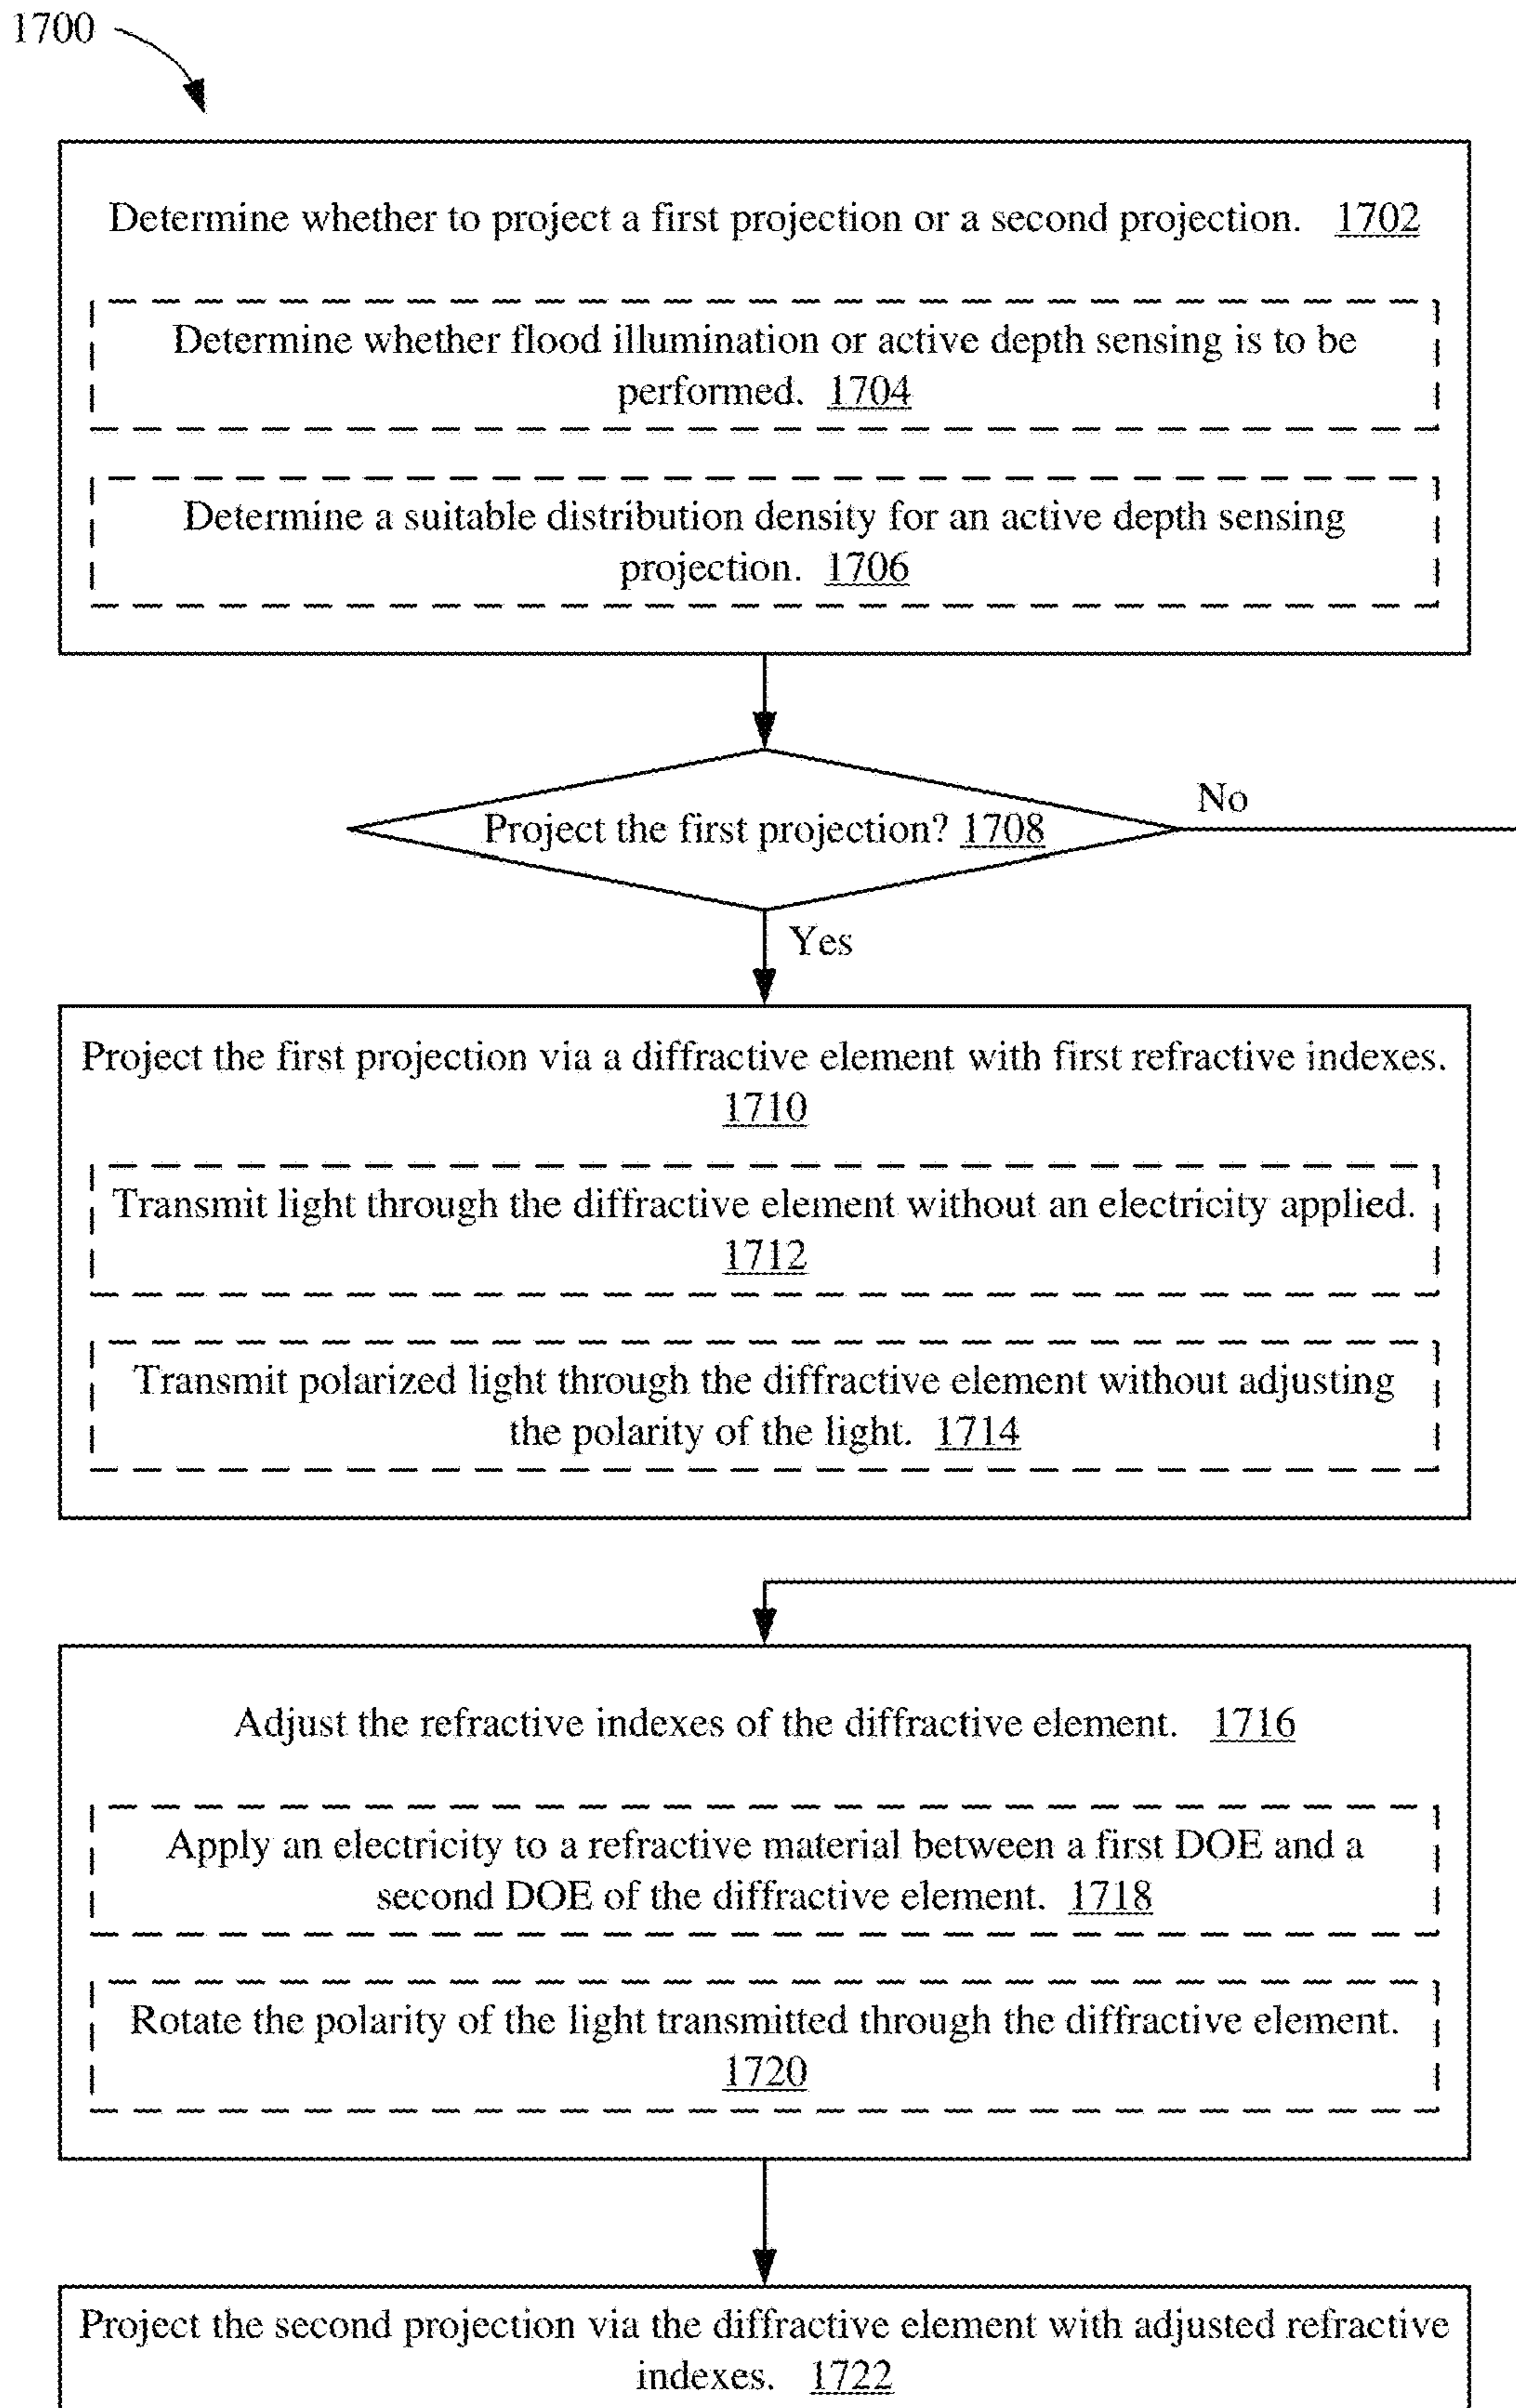 1700
Determine whether to project a first projection or a second projection. 1702
Determine whether flood illumination or active depth sensing is to be
performed. 1704
Determine a suitable distribution density for an active depth sensing
projection. 1706
Project the first projection? 1708
No
Yes
Project the first projection via a diffractive element with first refractive indexes.
1710
Transmit light through the diffractive element without an electricity applied.
1712
Transmit polarized light through the diffractive element without adjusting
the polarity of the light. 1714
Adjust the refractive indexes of the diffractive element. 1716
Apply an electricity to a refractive material between a first DOE and a
second DOE of the diffractive element. 1718
Rotate the polarity of the light transmitted through the diffractive element.
1720
Project the second projection via the diffractive element with adjusted refractive
indexes. 1722